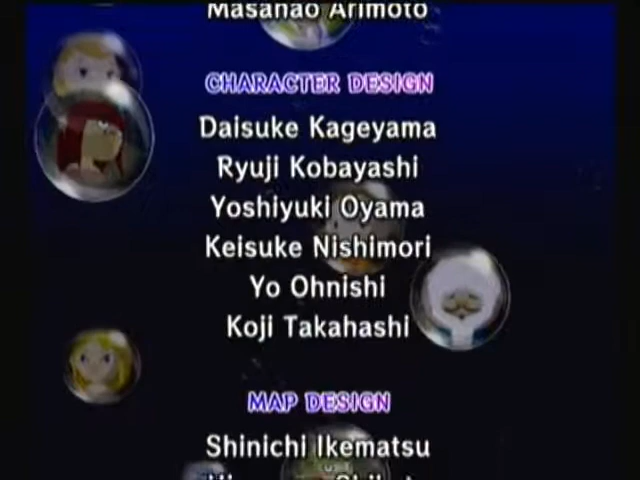 Masanao Arimoto
CHARACTER DESIGN
Daisuke Kageyama
Ryuji Kobayashi
Yoshiyuki Oyama
Keisuke Nishimori
Yo Ohnishi
Koji Takahashi
MAP DESIGN
Shinichi Ikematsu